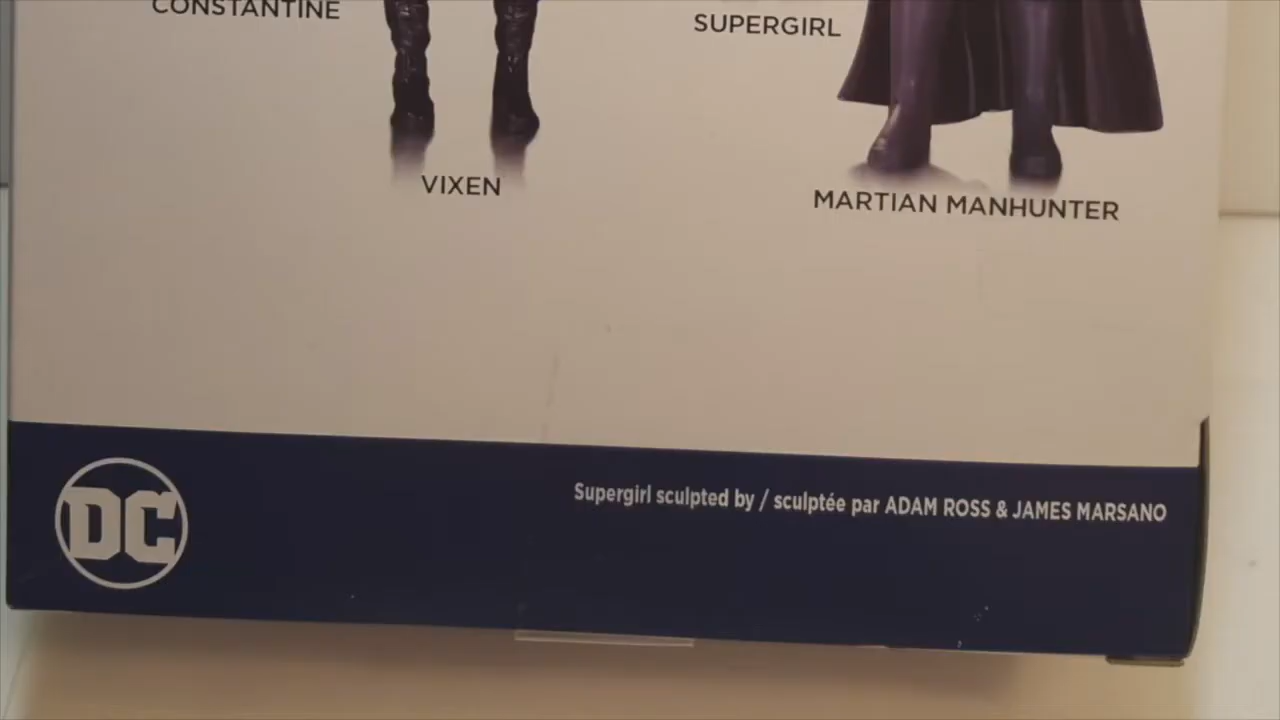 CONSTANTINE
SUPERGIRL
VIXEN
MARTIAN MANHUNTER
DC
Supergirl sculpted by / sculptée par ADAM ROSS & JAMES MARSANO